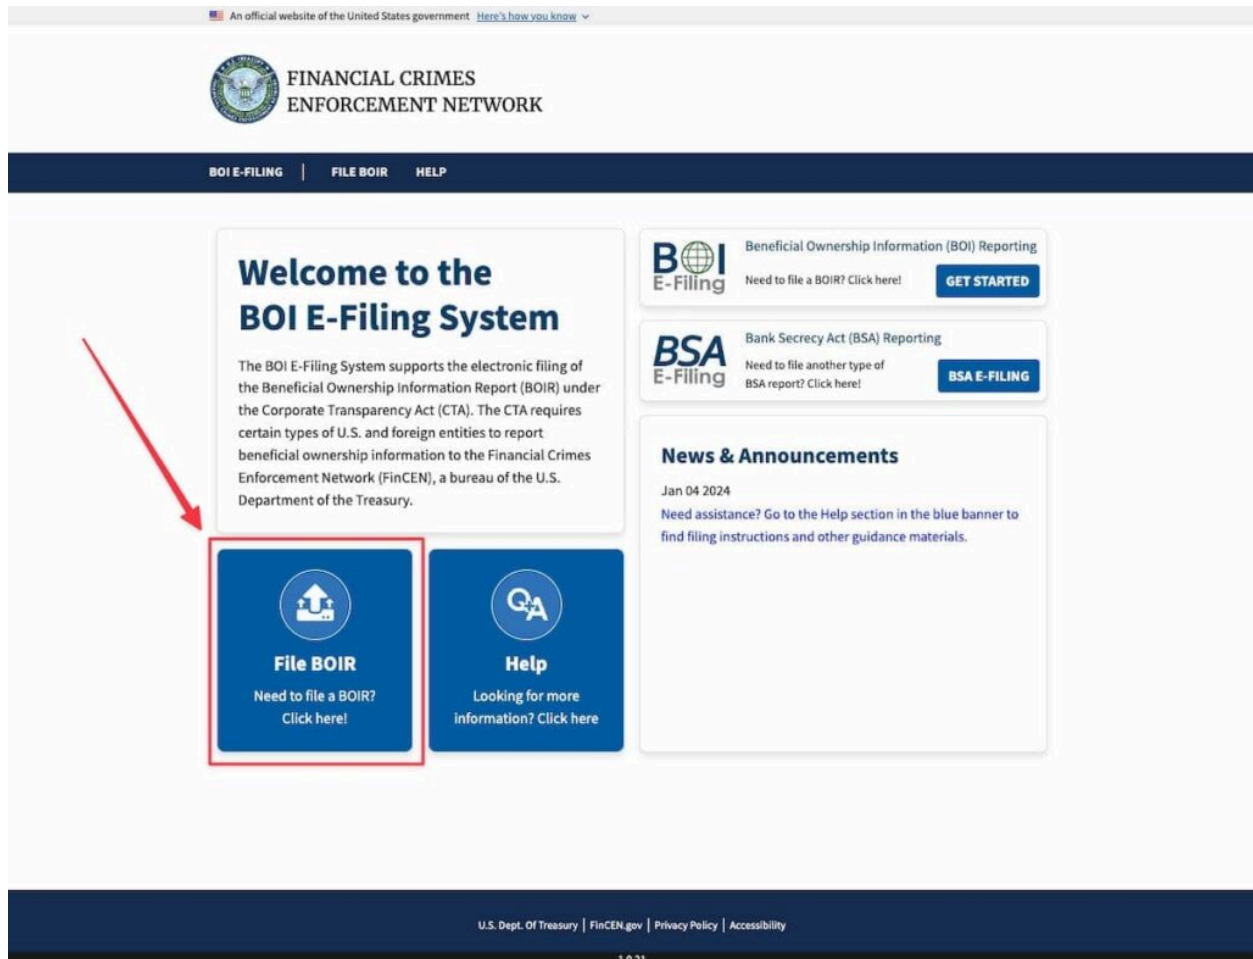 An official website of the United States government Here's how you know
FINANCIAL CRIMES
ENFORCEMENT NETWORK
BOI E-FILING | FILE BOIR HELP
Welcome to the
BOI E-Filing System
The BOI E-Filing System supports the electronic filing of
the Beneficial Ownership Information Report (BOIR) under
the Corporate Transparency Act (CTA). The CTA requires
certain types of U.S. and foreign entities to report
beneficial ownership information to the Financial Crimes
Enforcement Network (FinCEN), a bureau of the U.S.
Department of the Treasury.
File BOIR
Need to file a BOIR?
Click here!
Q+A
Help
Looking for more
information? Click here
BOI
E-Filing
Beneficial Ownership Information (BOI) Reporting
Need to file a BOIR? Click here!
GET STARTED
BSA
E-Filing
Bank Secrecy Act (BSA) Reporting
Need to file another type of
BSA report? Click here!
BSA E-FILING
News & Announcements
Jan 04 2024
Need assistance? Go to the Help section in the blue banner to
find filing instructions and other guidance materials.
U.S. Dept. Of Treasury | FinCEN.gov | Privacy Policy | Accessibility